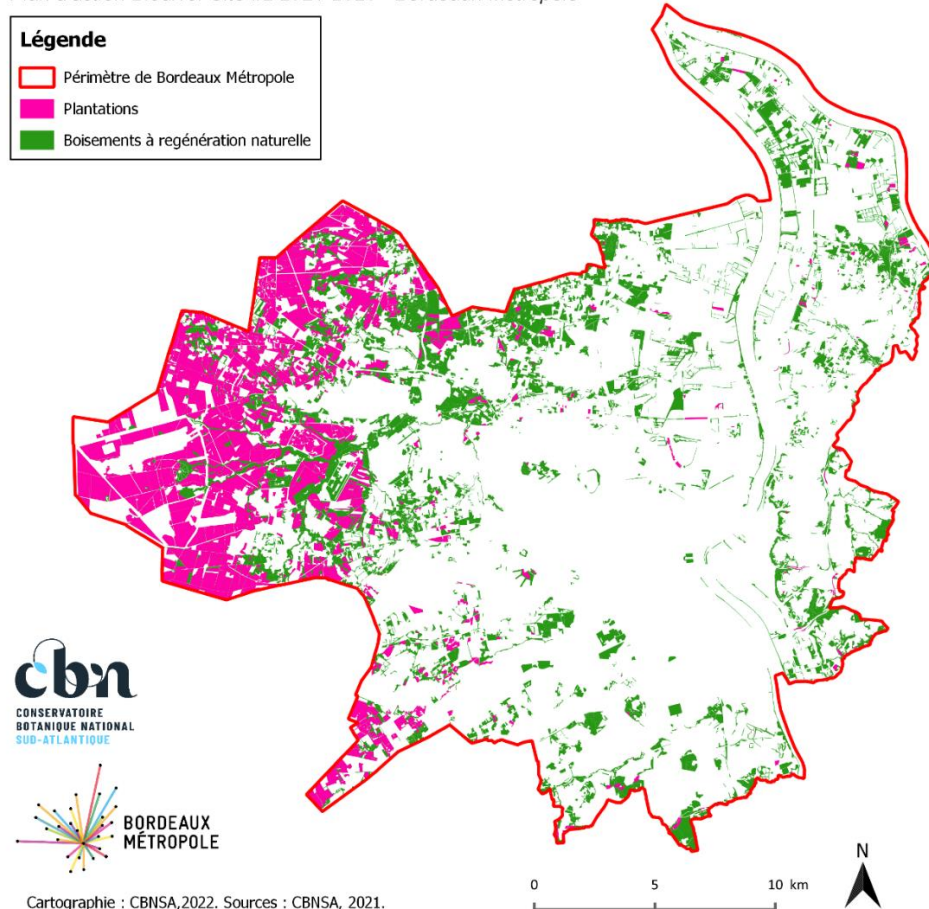 Légende
Périmètre de Bordeaux Métropole
Plantations
Boisements à regénération naturelle
cbn
CONSERVATOIRE
BOTANIQUE NATIONAL
SUD-ATLANTIQUE
BORDEAUX
MÉTROPOLE
N
0 5 10 km
Cartographie : CBNSA,2022. Sources : CBNSA, 2021.